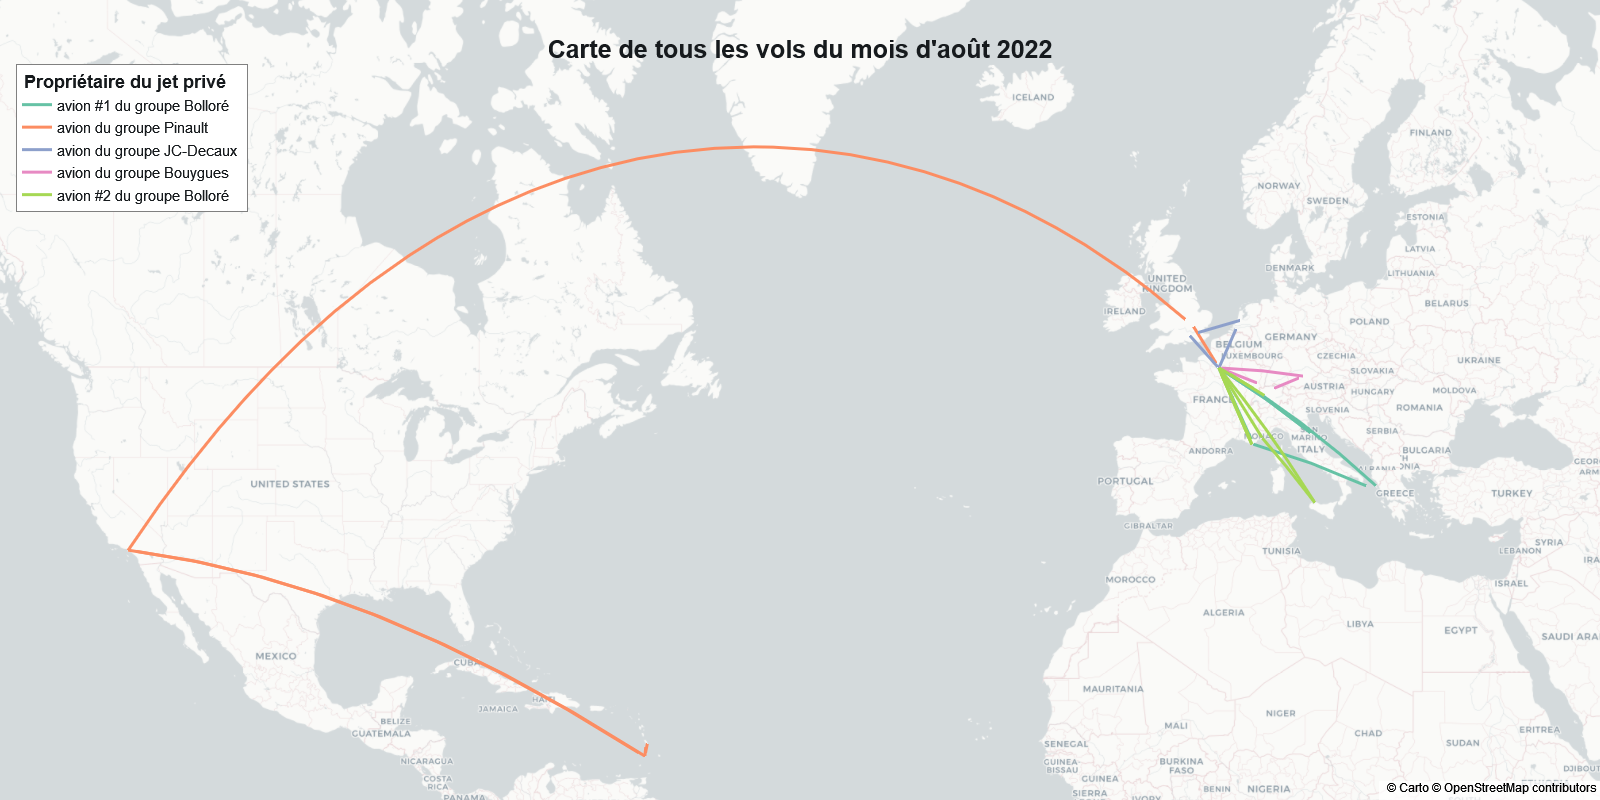 Carte de tous les vols du mois d'août 2022
Propriétaire du jet privé
avion #1 du groupe Bolloré
avion du groupe Pinault
avion du groupe JC-Decaux
avion du groupe Bouygues
avion #2 du groupe Bolloré
ICELAND
FINLAND
NORWAY
SWEDEN
ESTONIA
LATVIA
LITHUANIA
DENMARK
UNITED
KINGDOM
IRELAND
BELARUS
POLAND
GERMANY
BELGIUM
LUXEMBOURG
CZECHIA
UKRAINE
SLOVAKIA
AUSTRIA
HUNGARY
MOLDOVA
FRANCE
SLOVENIA
ROMANIA
SAN
MARINO
SERBIA
MONACO
ITALY
ANDORRA
BULGARIA
ALBANIA
PORTUGAL
GREECE
TURKEY
GEOR
ARM
GIBRALTAR
UNITED STATES
TUNISIA
SYRIA
LEBANON
IRA
MOROCCO
ISRAEL
ALGERIA
LIBYA
EGYPT
SAUDI ARA
MEXICO
CUBA
HAITI
JAMAICA
BELIZE
GUATEMALA
NICARAGUA
COSTA
RICA
PANAMA
MAURITANIA
MALI
NIGER
CHAD
SUDAN
ERITREA
SENEGAL
GUINEA
BISSAU
GUINEA
SIERRA
BURKINA
FASO
BENIN
NIGERIA
IVORY
DJIBOUT
ETHIOPIA
© Carto © OpenStreetMap contributors